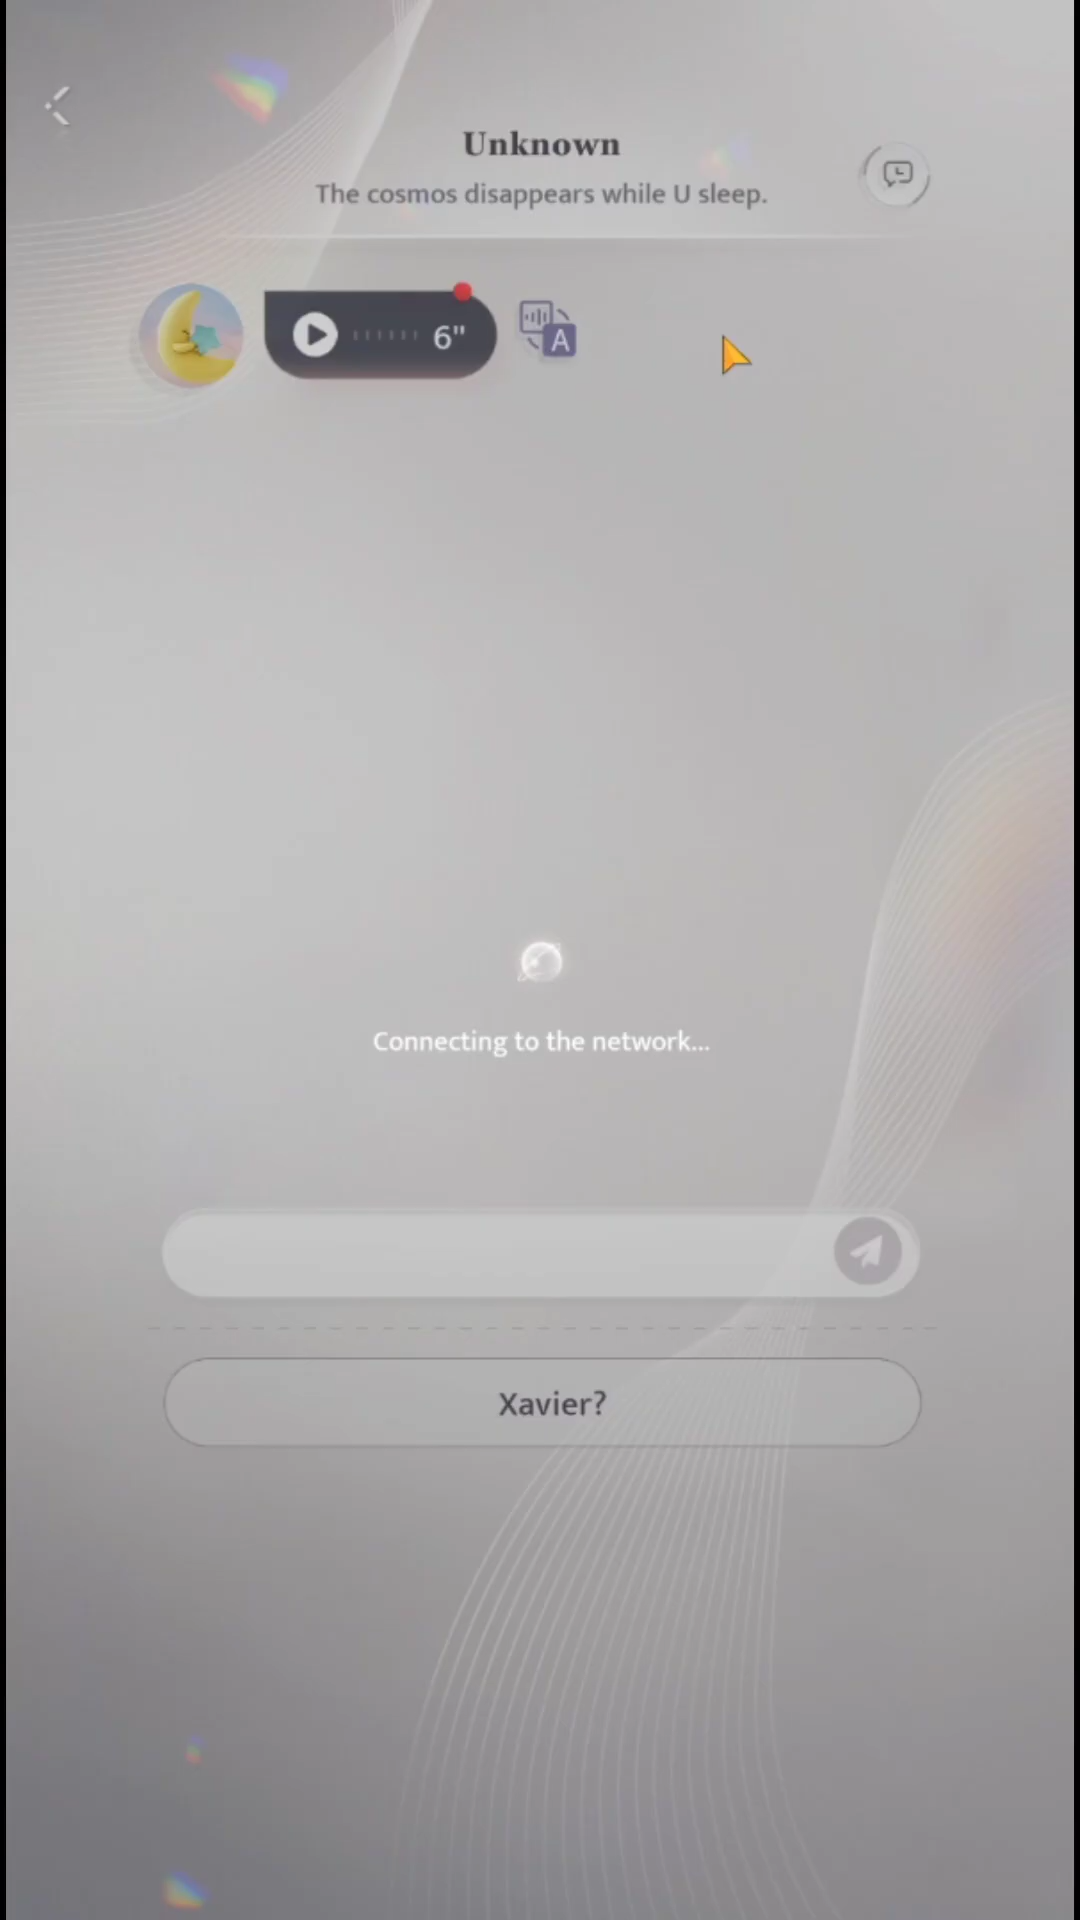 Unknown
The cosmos disappears while U sleep.
6"
A
Connecting to the network...
Xavier?